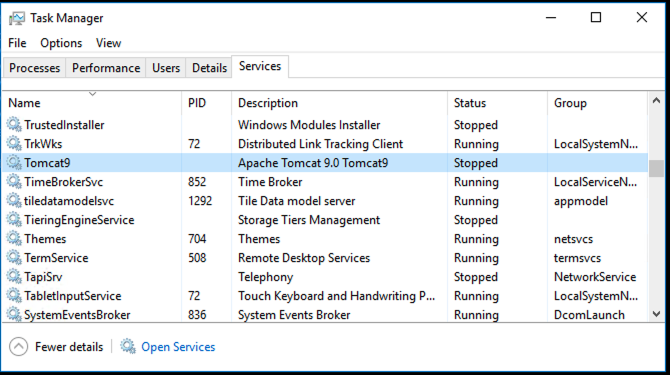 Task Manager
File Options View
Processes Performance Users Details Services
Name PID Description Status Group
TrustedInstaller Windows Modules Installer Stopped
TrkWks 72 Distributed Link Tracking Client Running LocalSystemN...
Tomcat9 Apache Tomcat 9.0 Tomcat9 Stopped
TimeBrokerSvc 852 Time Broker Running LocalServiceN...
tiledatamodelsvc 1292 Tile Data model server Running appmodel
TieringEngineService Storage Tiers Management Stopped
Themes 704 Themes Running netsvcs
TermService 508 Remote Desktop Services Running termsvcs
TapiSrv Telephony Stopped NetworkService
TabletInputService 72 Touch Keyboard and Handwriting P... Running LocalSystemN...
SystemEventsBroker 836 System Events Broker Running DcomLaunch
Fewer details Open Services